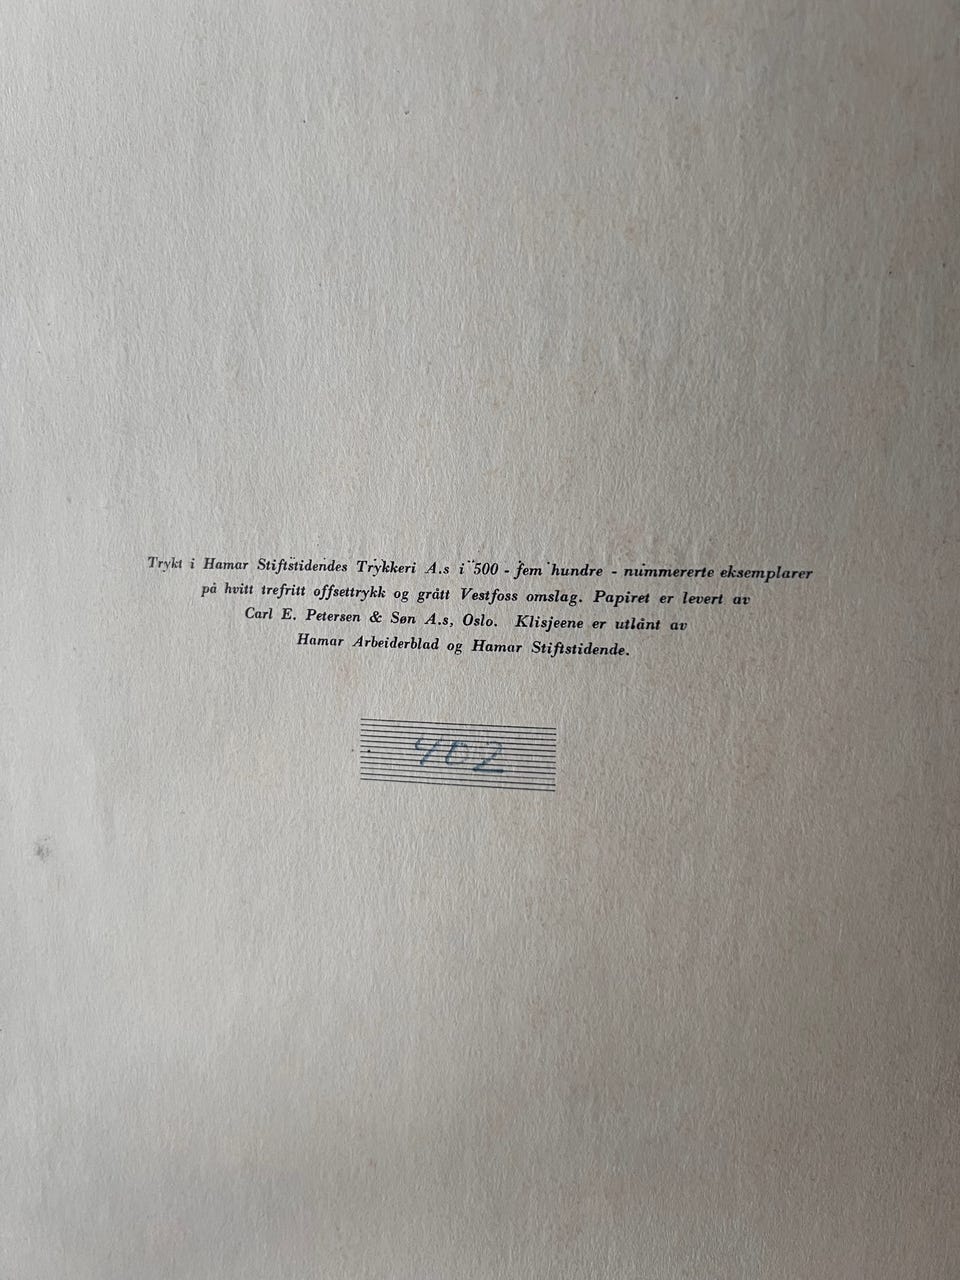 Trykt i Hamar Stiftstidendes Trykkeri A.s i 500 - fem hundre - nummererte eksemplarer
på hvitt trefritt offsettrykk og grått Vestfoss omslag. Papiret er levert av
Carl E. Petersen & Søn A.s, Oslo. Klisjeene er utlånt av
Hamar Arbeiderblad og Hamar Stiftstidende.
402